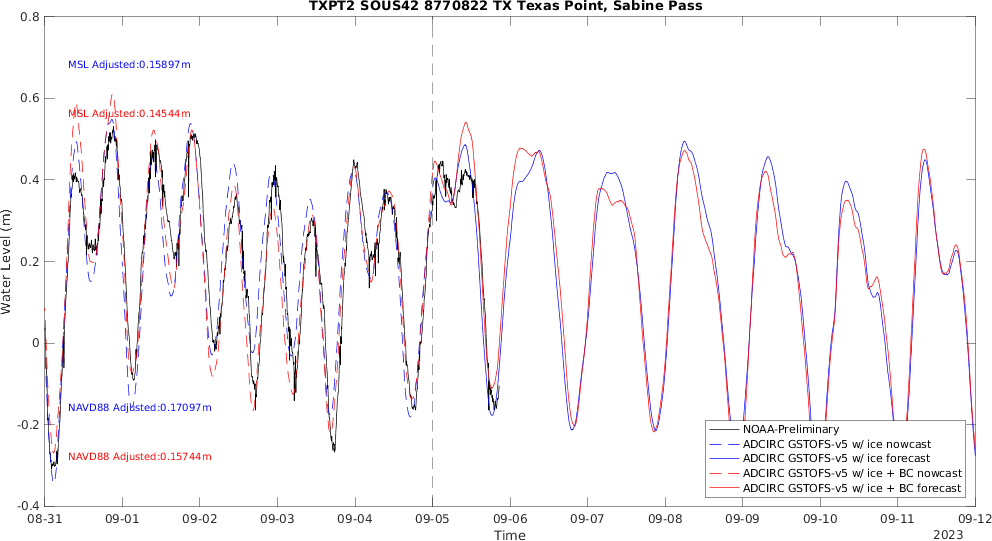 TXPT2 SOUS42 8770822 TX Texas Point, Sabine Pass
0.8
MSL Adjusted:0.15897m
0.6
MSL Adjusted:0.14544m
0.4
Water Level (m)
0.2
0
NAVD88 Adjusted:0.17097m
-0.2
NAVD88 Adjusted:0.15744m
-0.4
NOAA-Preliminary
ADCIRC GSTOFS-v5 w/ ice nowcast
ADCIRC GSTOFS-v5 w/ ice forecast
ADCIRC GSTOFS-v5 w/ ice + BC nowcast
ADCIRC GSTOFS-v5 w/ ice + BC forecast
08-31 09-01 09-02 09-03 09-04 09-05 09-06 09-07 09-08 09-09 09-10 09-11 09-12
Time
2023